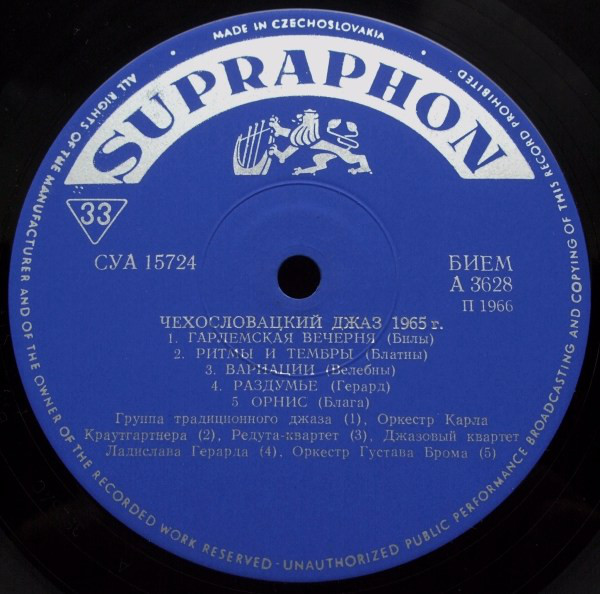 MADE IN CZECHOSLOVAKIA
ALL RIGHTS OF THE MANUFACTURER AND OF THE OWNER OF THE RECORDED WORK RESERVED - UNAUTHORIZED PUBLIC PERFORMANCE BROADCASTING AND COPYING OF THIS RECORD PROHIBITED
SUPRAPHON
33
СУА 15724
БИЕМ
А 3628
П 1966
ЧЕХОСЛОВАЦКИЙ ДЖАЗ 1965 г.
1. ГАРЛЕМСКАЯ ВЕЧЕРНЯ (Билы)
2. РИТМЫ И ТЕМБРЫ (Блатны)
3. ВАРИАЦИИ (Велебны)
4. РАЗДУМЬЕ (Герард)
5 ОРНИС (Блага)
Группа традиционного джаза (1), Оркестр Карла
Краутгартнера (2), Редута-квартет (3), Джазовый квартет
Ладислава Герарда (4), Оркестр Густава Брома (5)